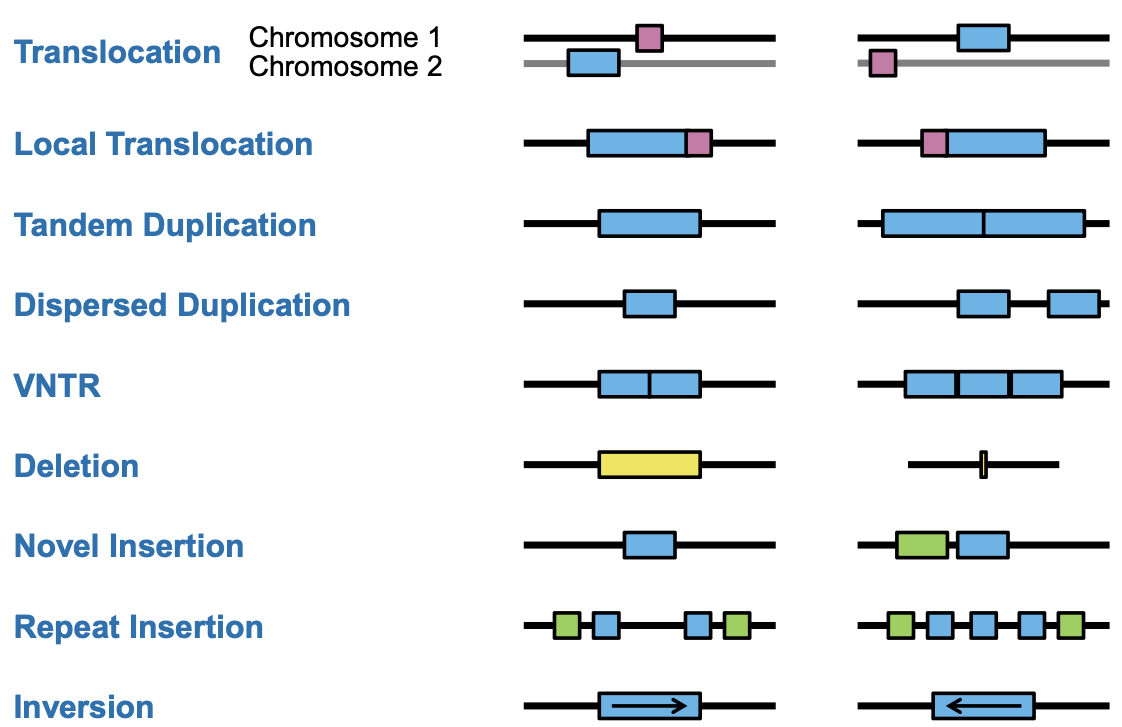 Translocation
Chromosome 1
Chromosome 2
Local Translocation
Tandem Duplication
Dispersed Duplication
VNTR
Deletion
Novel Insertion
Repeat Insertion
Inversion